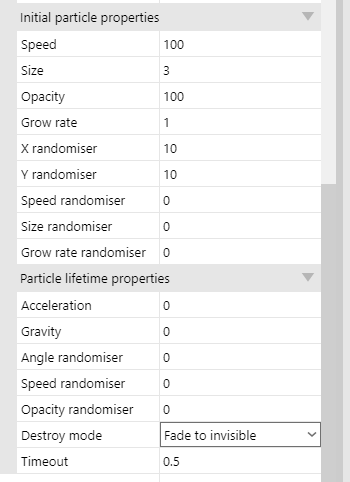 Initial particle properties
Speed 100
Size 3
Opacity 100
Grow rate 1
X randomiser 10
Y randomiser 10
Speed randomiser 0
Size randomiser 0
Grow rate randomiser 0
Particle lifetime properties
Acceleration 0
Gravity 0
Angle randomiser 0
Speed randomiser 0
Opacity randomiser 0
Destroy mode Fade to invisible
Timeout 0.5